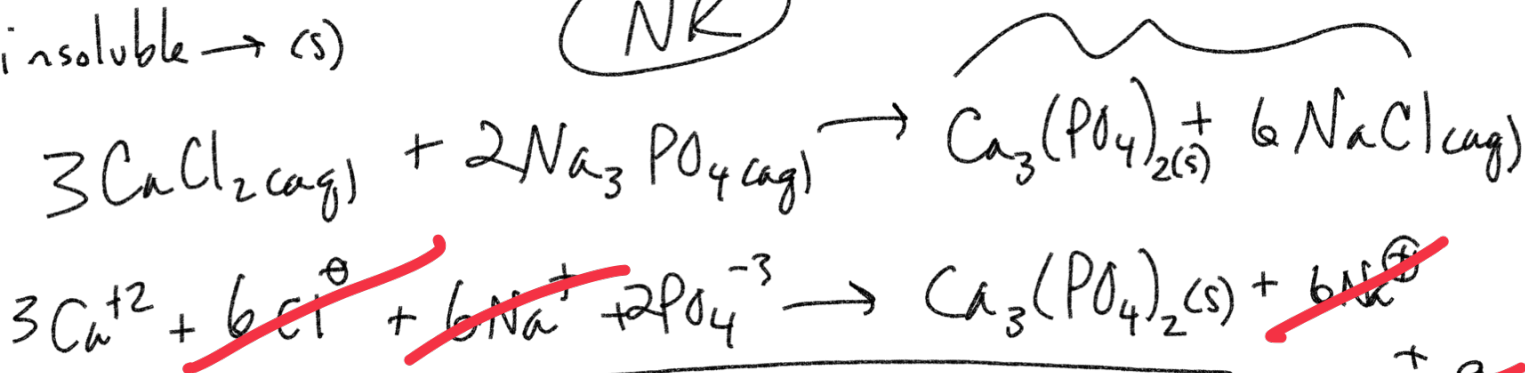 NR
insoluble → (s)
3CaCl₂(aq) + 2Na₃PO₄(aq) → Ca₃(PO₄)₂(s) + 6NaCl(aq)
3Ca⁺² + 6Cl⊖ + 6Na⁺ + 2PO₄⁻³ → Ca₃(PO₄)₂(s) + 6Na⊕
+